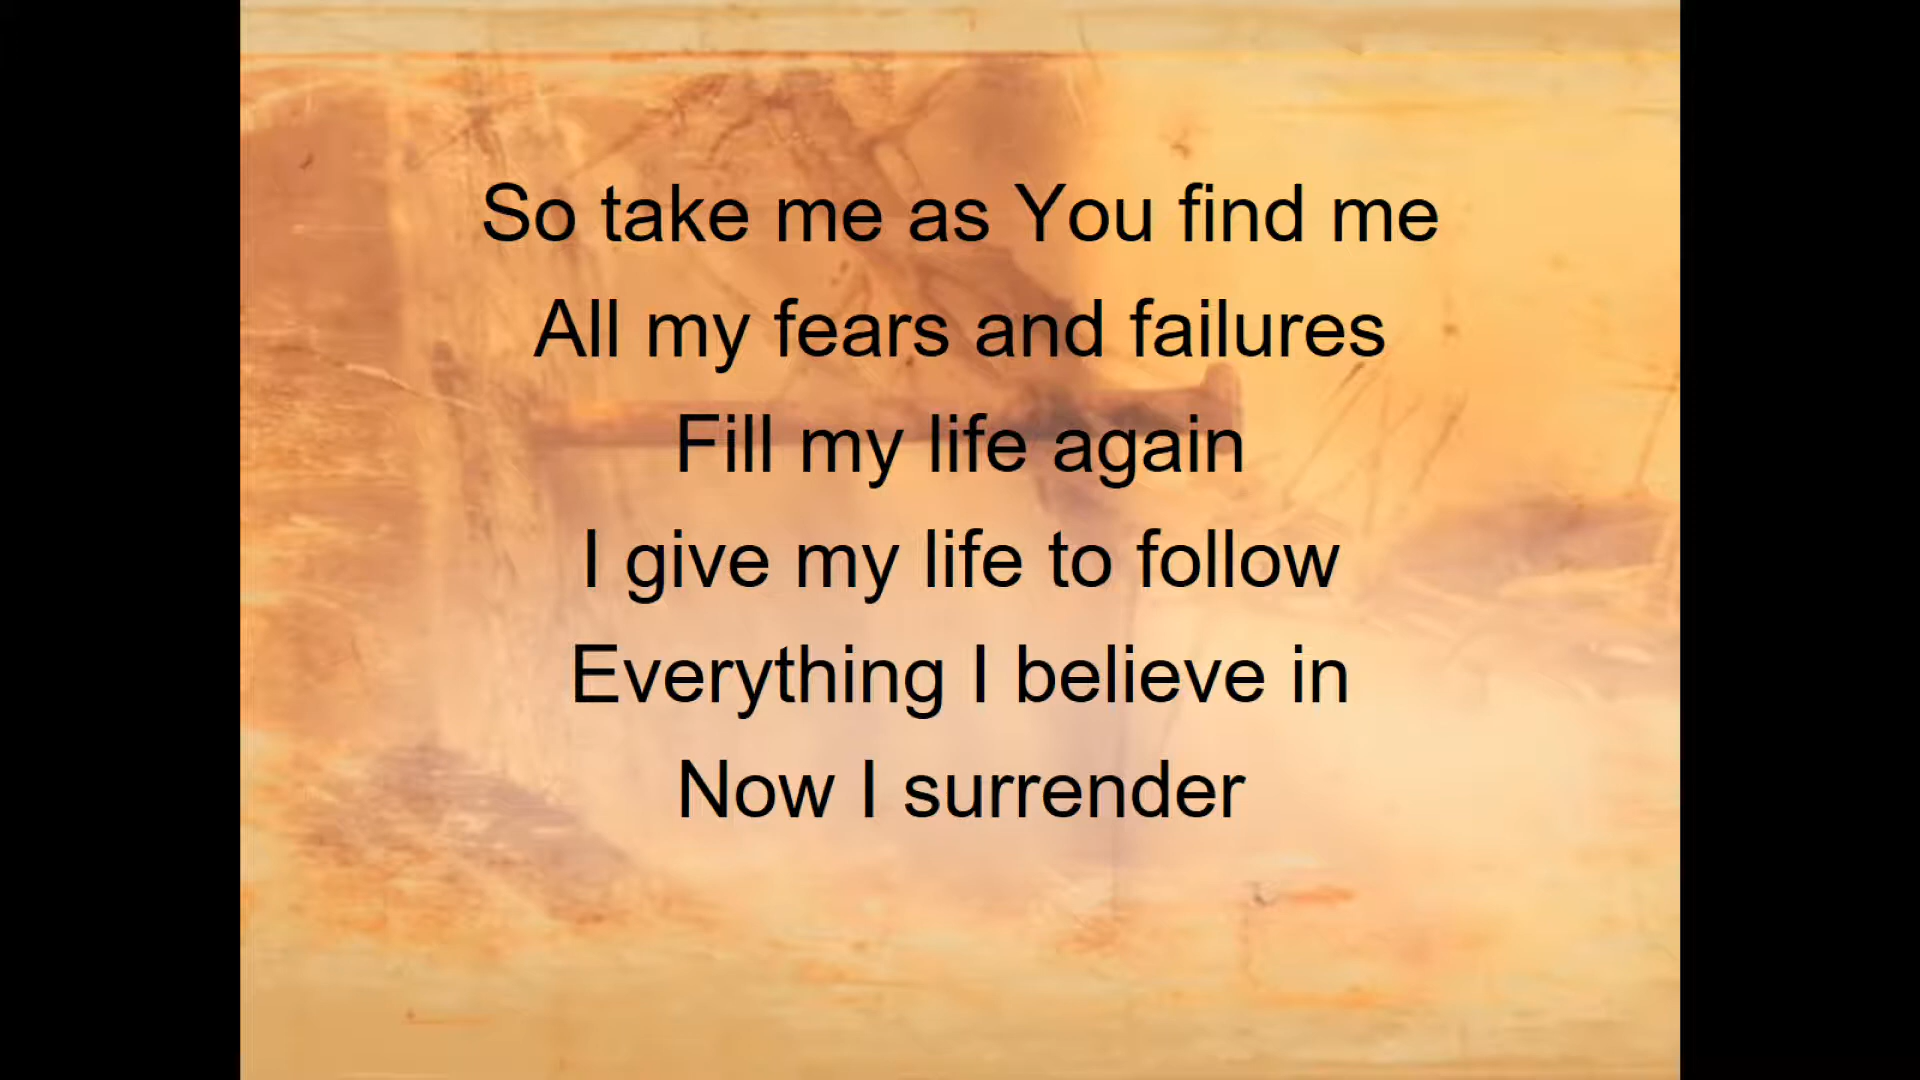 So take me as You find me
All my fears and failures
Fill my life again
I give my life to follow
Everything I believe in
Now I surrender